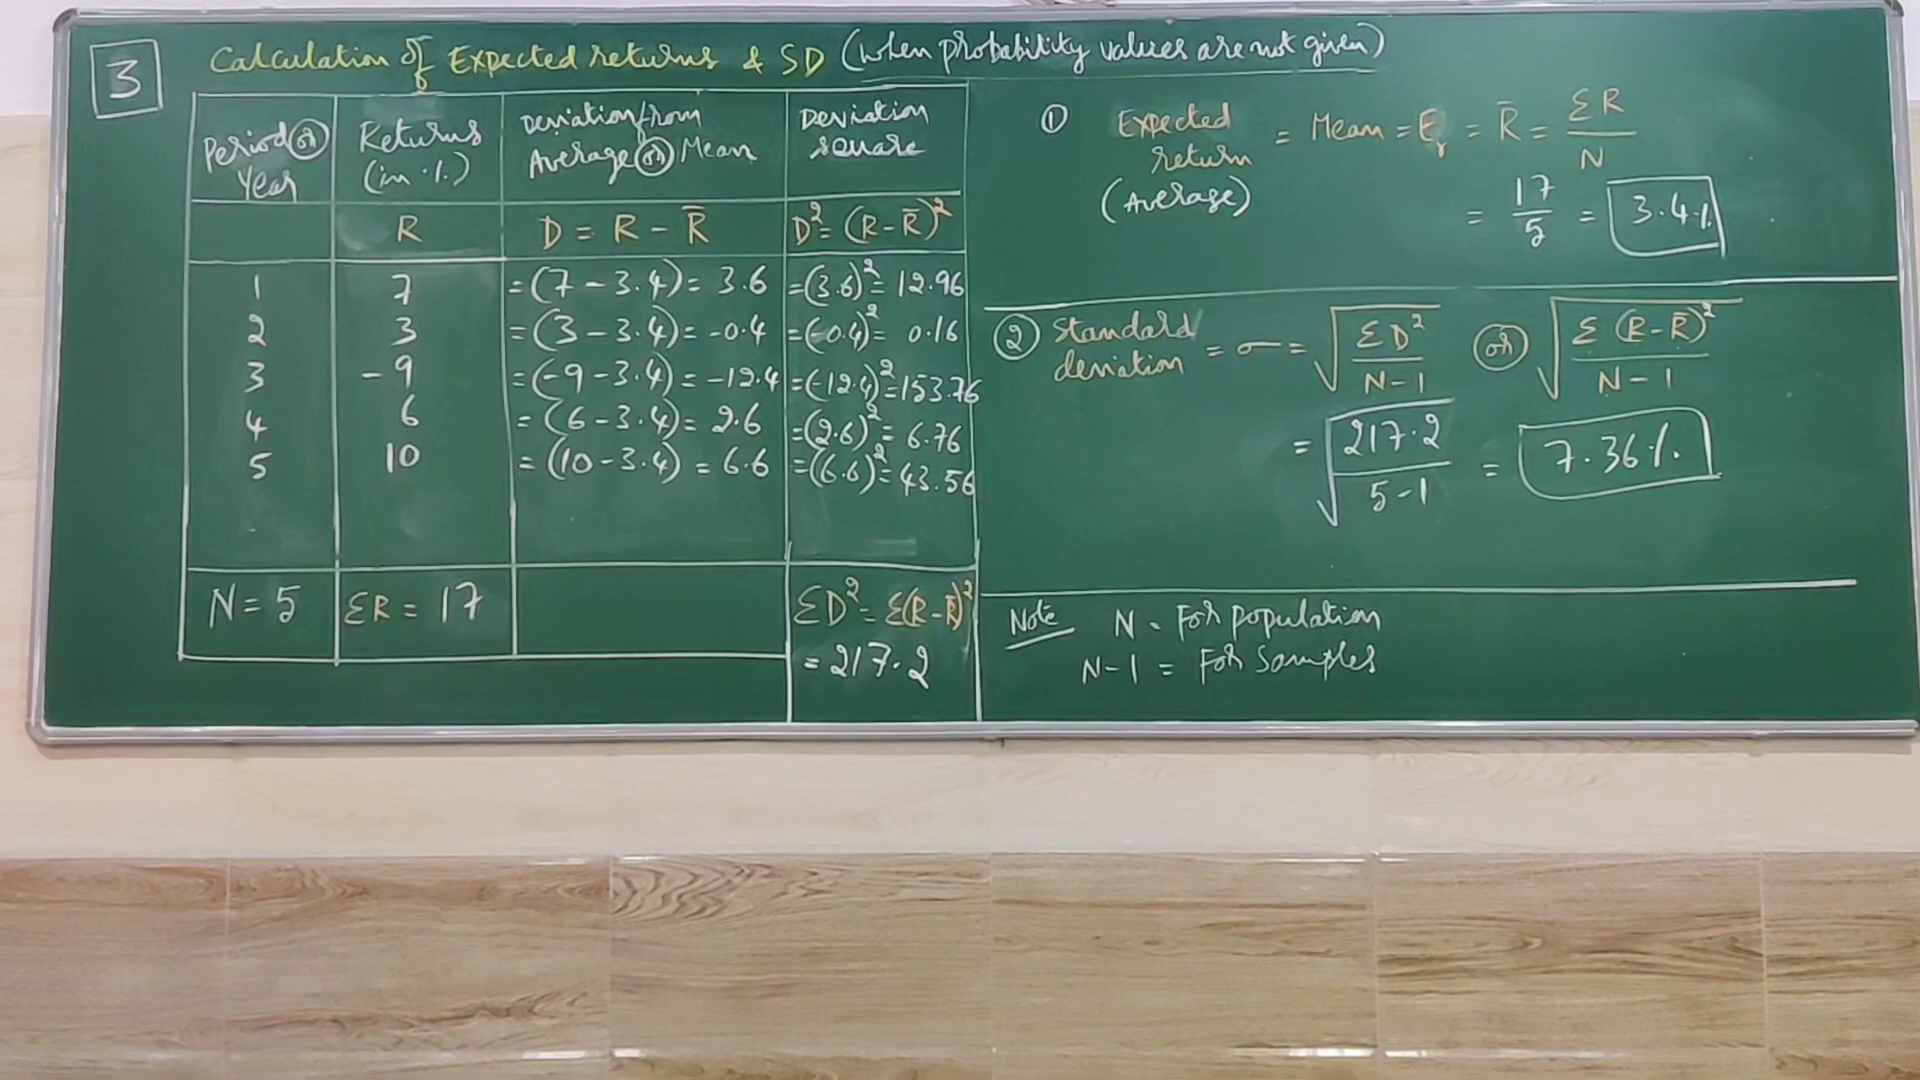 3
Calculation of Expected returns & SD (when probability values are not given)
Period or Year
Returns (in %)
Deviation from Average or Mean
Deviation square
R
D = R - R̄
D² = (R-R̄)²
1 7 = (7 - 3.4) = 3.6 = (3.6)² = 12.96
2 3 = (3 - 3.4) = -0.4 = (-0.4)² = 0.16
3 -9 = (-9 - 3.4) = -12.4 = (-12.4)² = 153.76
4 6 = (6 - 3.4) = 2.6 = (2.6)² = 6.76
5 10 = (10 - 3.4) = 6.6 = (6.6)² = 43.56
N = 5 ΣR = 17 ΣD² = Σ(R-R̄)²
= 217.2
① Expected return (Average) = Mean = Er = R̄ = ΣR / N
= 17 / 5 = 3.4%
② Standard deviation = σ = √(ΣD² / N-1) or √(Σ(R-R̄)² / N-1)
= √(217.2 / 5-1) = 7.36%
Note N = For population
N-1 = For Samples